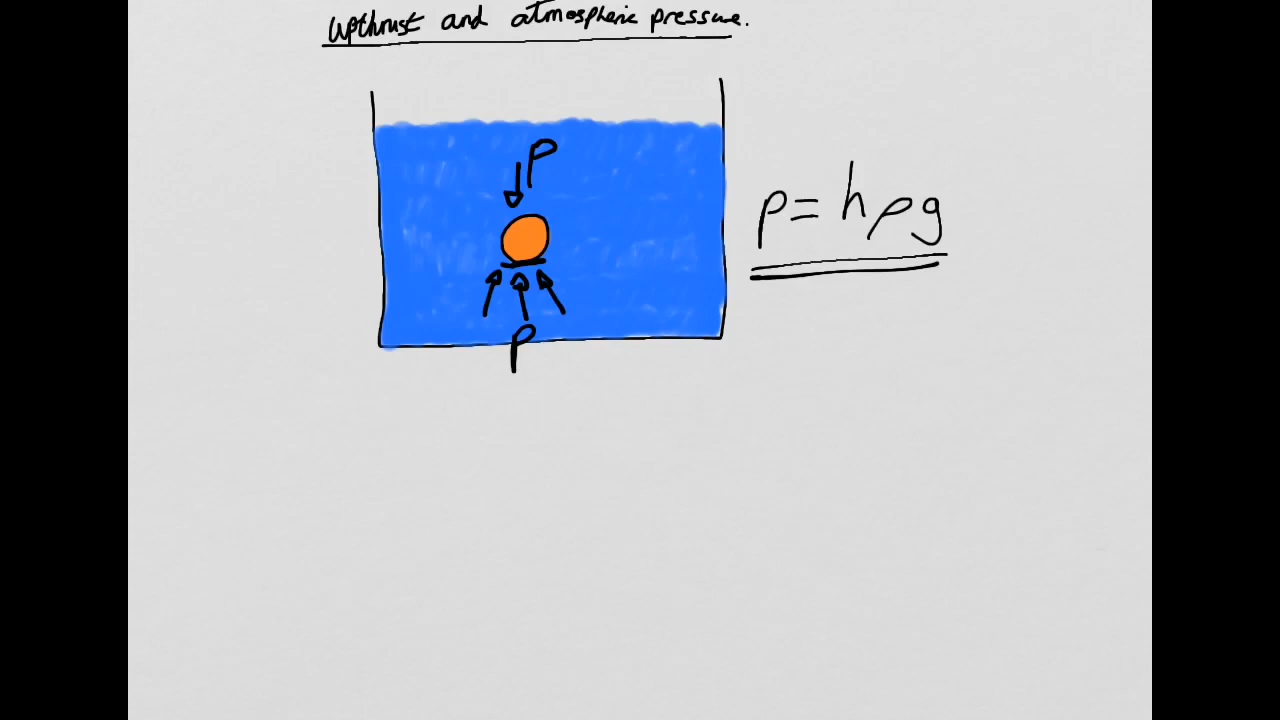 Upthrust and atmospheric pressure.
P
p = hρg
P